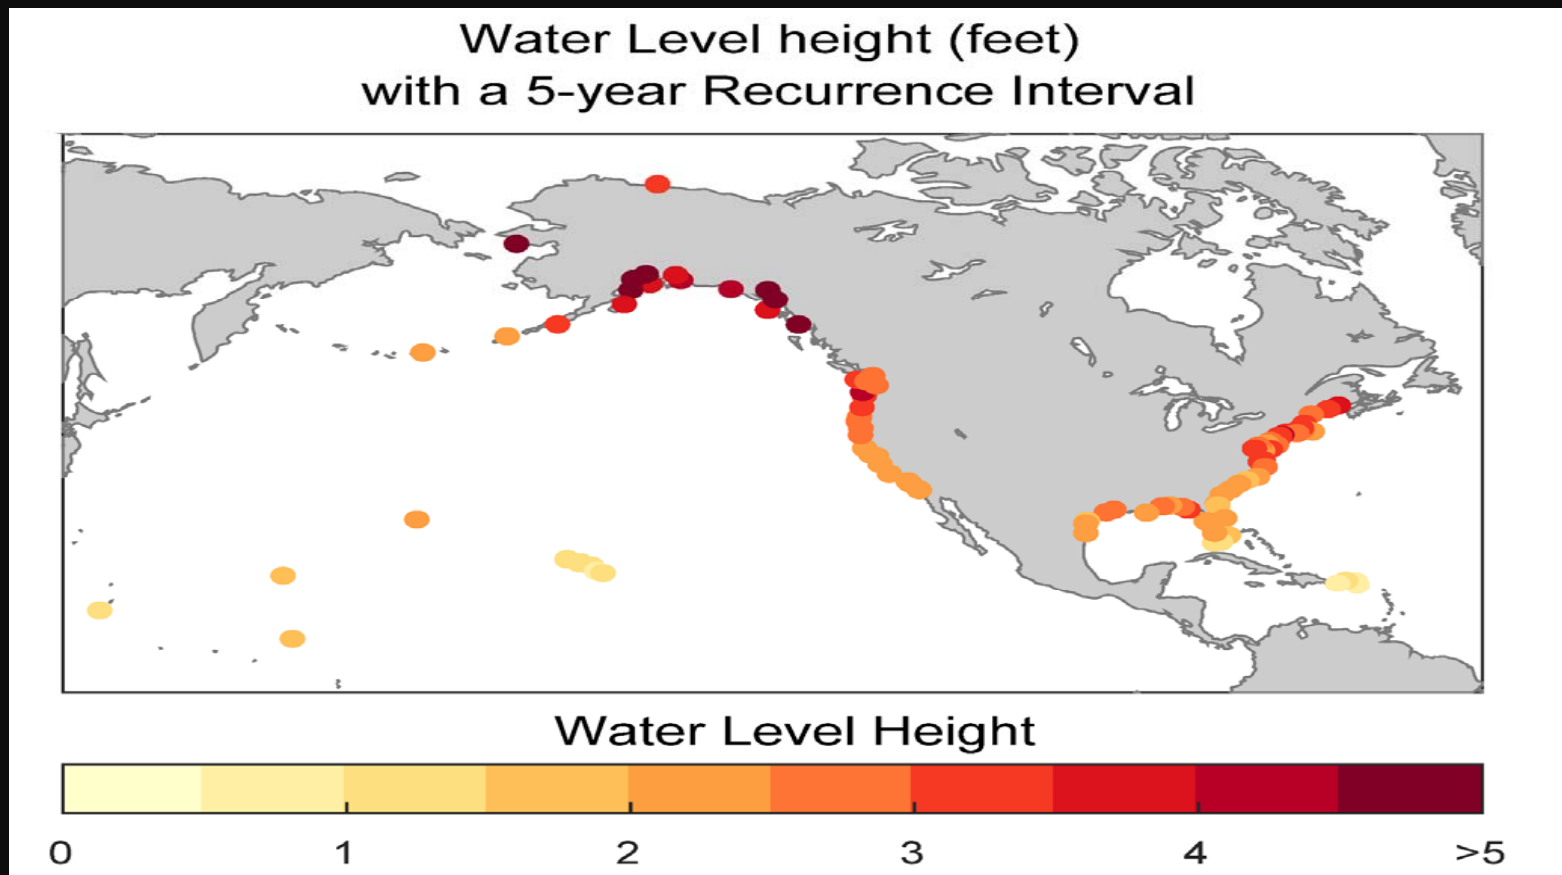 Water Level height (feet)
with a 5-year Recurrence Interval
Water Level Height
0 1 2 3 4 >5